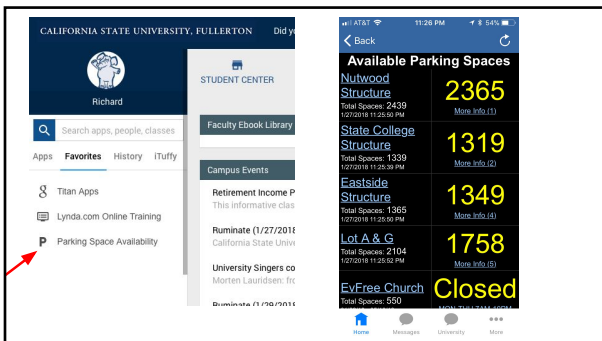 CALIFORNIA STATE UNIVERSITY, FULLERTON Did yo
Richard
Search apps, people, classes
Apps Favorites History iTuffy
Titan Apps
Lynda.com Online Training
P Parking Space Availability
STUDENT CENTER
Faculty Ebook Library
Campus Events
Retirement Income P
This informative clas
Ruminate (1/27/2018
California State Unive
University Singers co
Morten Lauridsen: fro
Ruminate (1/29/2018
AT&T 11:26 PM 54%
Back
Available Parking Spaces
Nutwood
Structure
Total Spaces: 2439
1/27/2018 11:25:50 PM
2365
More Info (1)
State College
Structure
Total Spaces: 1339
1/27/2018 11:25:39 PM
1319
More Info (2)
Eastside
Structure
Total Spaces: 1365
1/27/2018 11:25:50 PM
1349
More Info (4)
Lot A & G
Total Spaces: 2104
1/27/2018 11:25:52 PM
1758
More Info (5)
EvFree Church
Total Spaces: 550
Closed
MON-THU 7AM-10PM
Home Messages University More